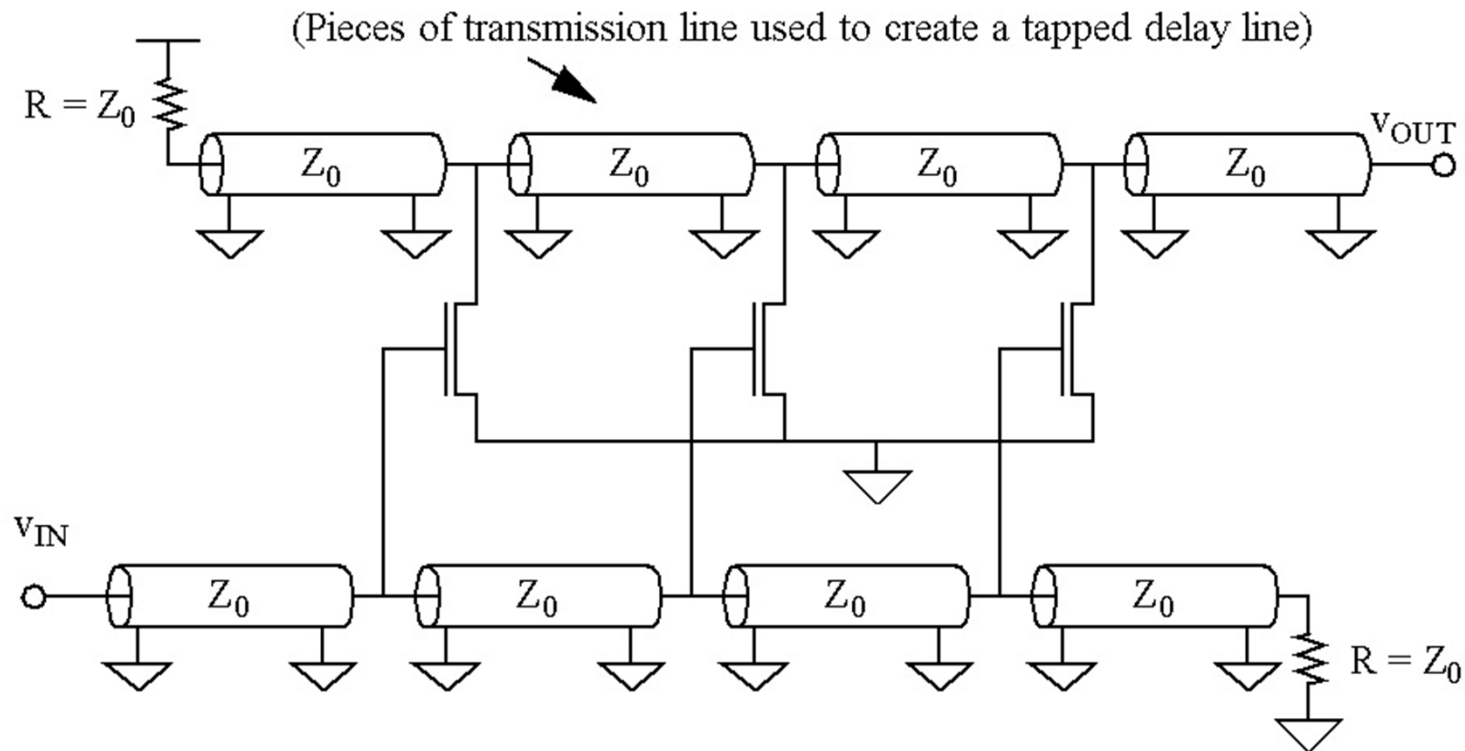 (Pieces of transmission line used to create a tapped delay line)
R = Z₀
Z₀
Z₀
Z₀
Z₀
vOUT
vIN
Z₀
Z₀
Z₀
Z₀
R = Z₀